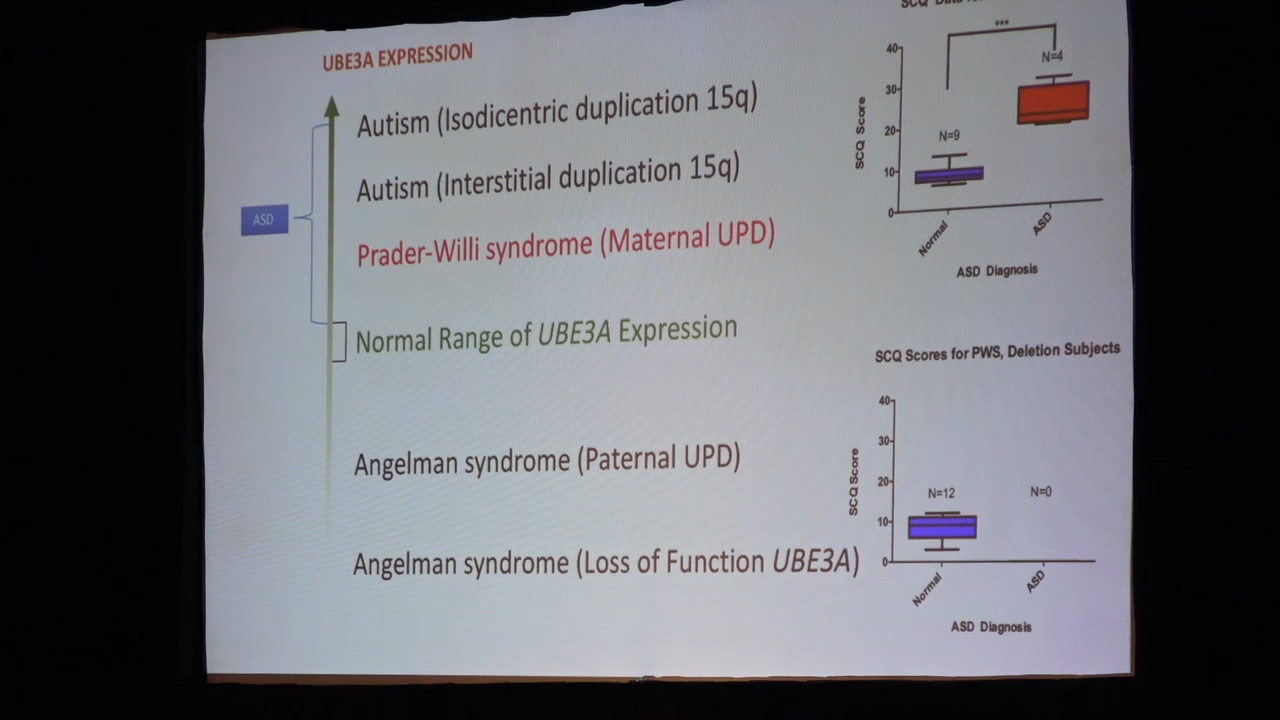 UBE3A EXPRESSION
Autism (Isodicentric duplication 15q)
Autism (Interstitial duplication 15q)
ASD
Prader-Willi syndrome (Maternal UPD)
Normal Range of UBE3A Expression
Angelman syndrome (Paternal UPD)
Angelman syndrome (Loss of Function UBE3A)
***
N=4
N=9
40
30
20
10
0
SCQ Score
Normal
ASD
ASD Diagnosis
SCQ Scores for PWS, Deletion Subjects
40
30
20
10
0
SCQ Score
N=12
N=0
Normal
ASD
ASD Diagnosis